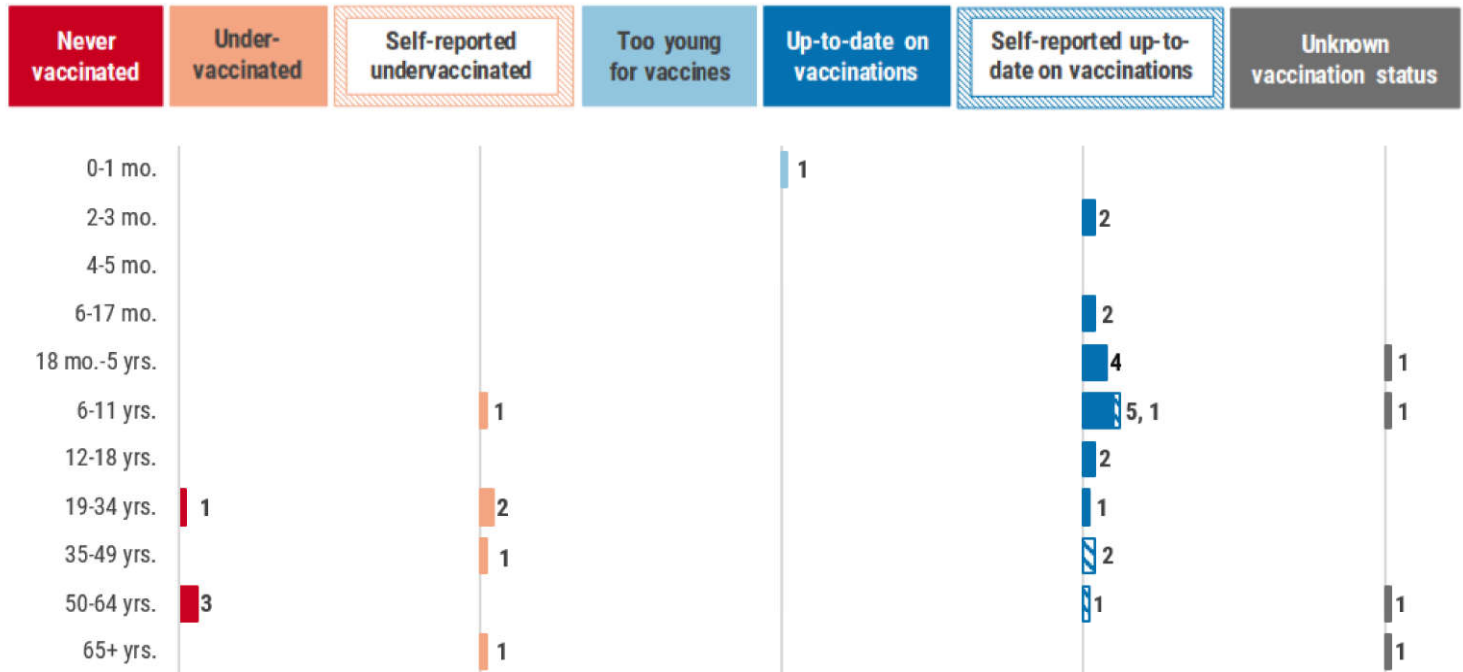 Never
vaccinated
Under-
vaccinated
Self-reported
undervaccinated
Too young
for vaccines
Up-to-date on
vaccinations
Self-reported up-to-
date on vaccinations
Unknown
vaccination status
0-1 mo. 1
2-3 mo. 2
4-5 mo.
6-17 mo. 2
18 mo.-5 yrs. 4 1
6-11 yrs. 1 5, 1 1
12-18 yrs. 2
19-34 yrs. 1 2 1
35-49 yrs. 1 2
50-64 yrs. 3 1 1
65+ yrs. 1 1